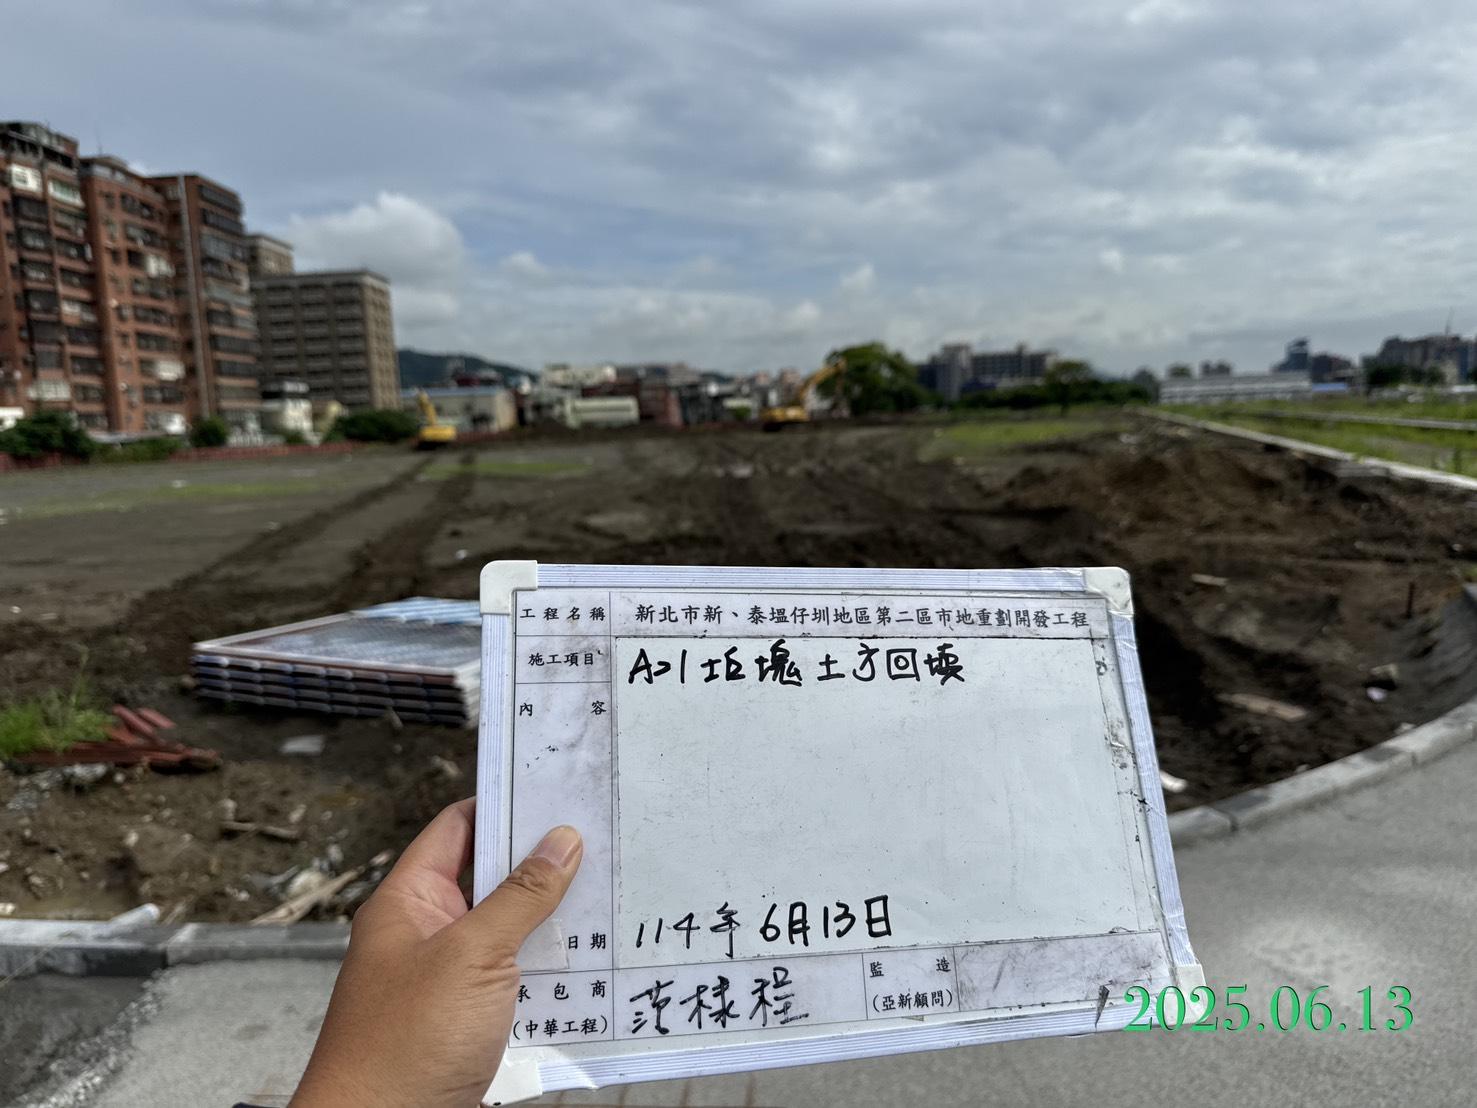 工程名稱 新北市新、泰塭仔圳地區第二區市地重劃開發工程
施工項目 A21坵塊土方回填
內容
日期 114年6月13日
承包商 (中華工程) 范棣程
監造 (亞新顧問)
2025.06.13